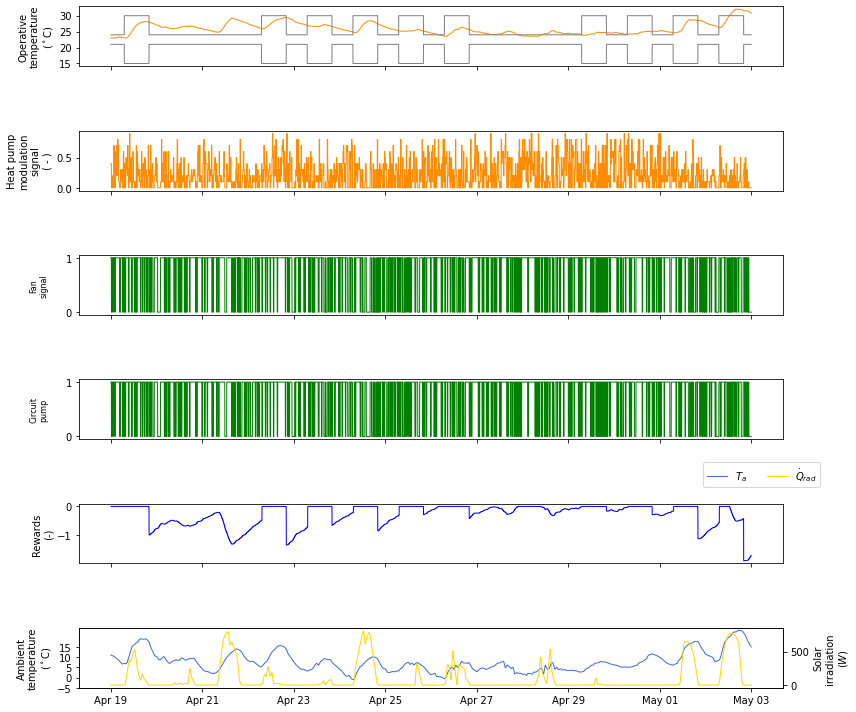 Operative
temperature
(°C)
30
25
20
15
Heat pump
modulation
signal
( - )
0.5
0.0
Fan
signal
1
0
Circuit
pump
1
0
T_a Q̇_rad
Rewards
(-)
0
−1
Ambient
temperature
(°C)
15
10
5
0
−5
500
0
Solar
irradiation
(W)
Apr 19 Apr 21 Apr 23 Apr 25 Apr 27 Apr 29 May 01 May 03